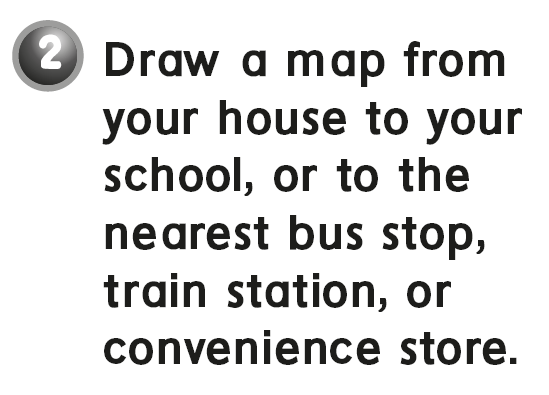 2 Draw a map from
your house to your
school, or to the
nearest bus stop,
train station, or
convenience store.